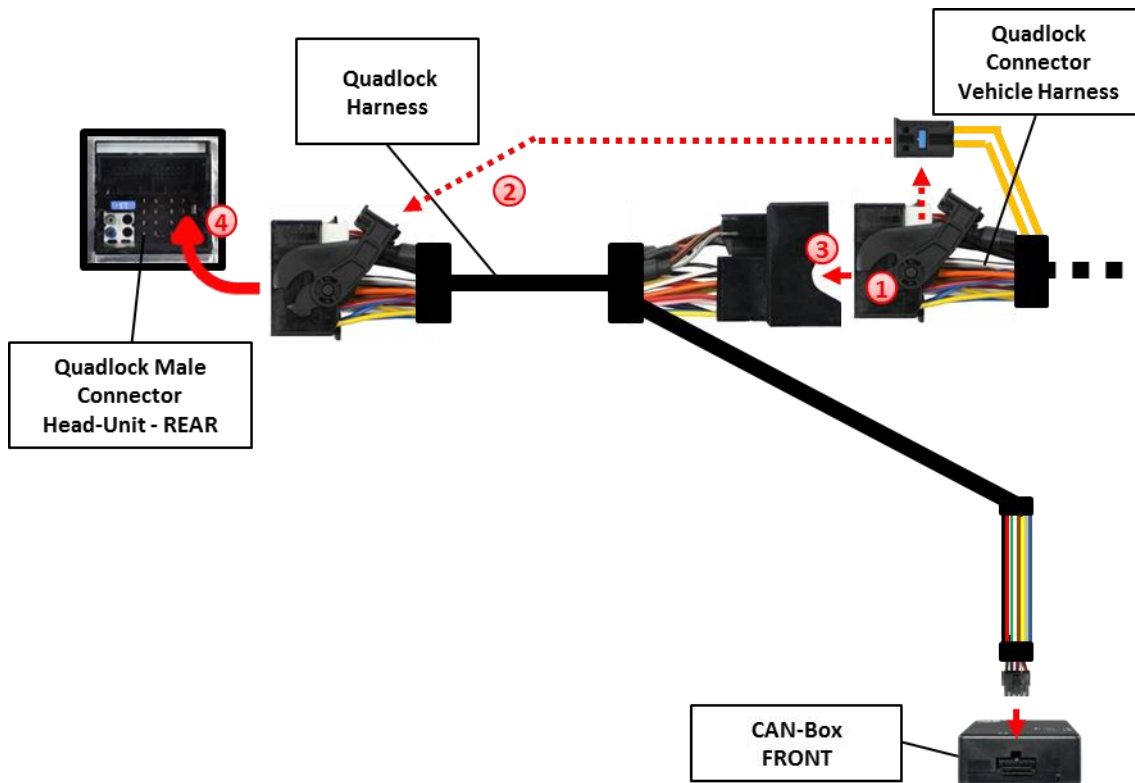 Quadlock
Harness
Quadlock
Connector
Vehicle Harness
2
4
3
1
Quadlock Male
Connector
Head-Unit - REAR
CAN-Box
FRONT